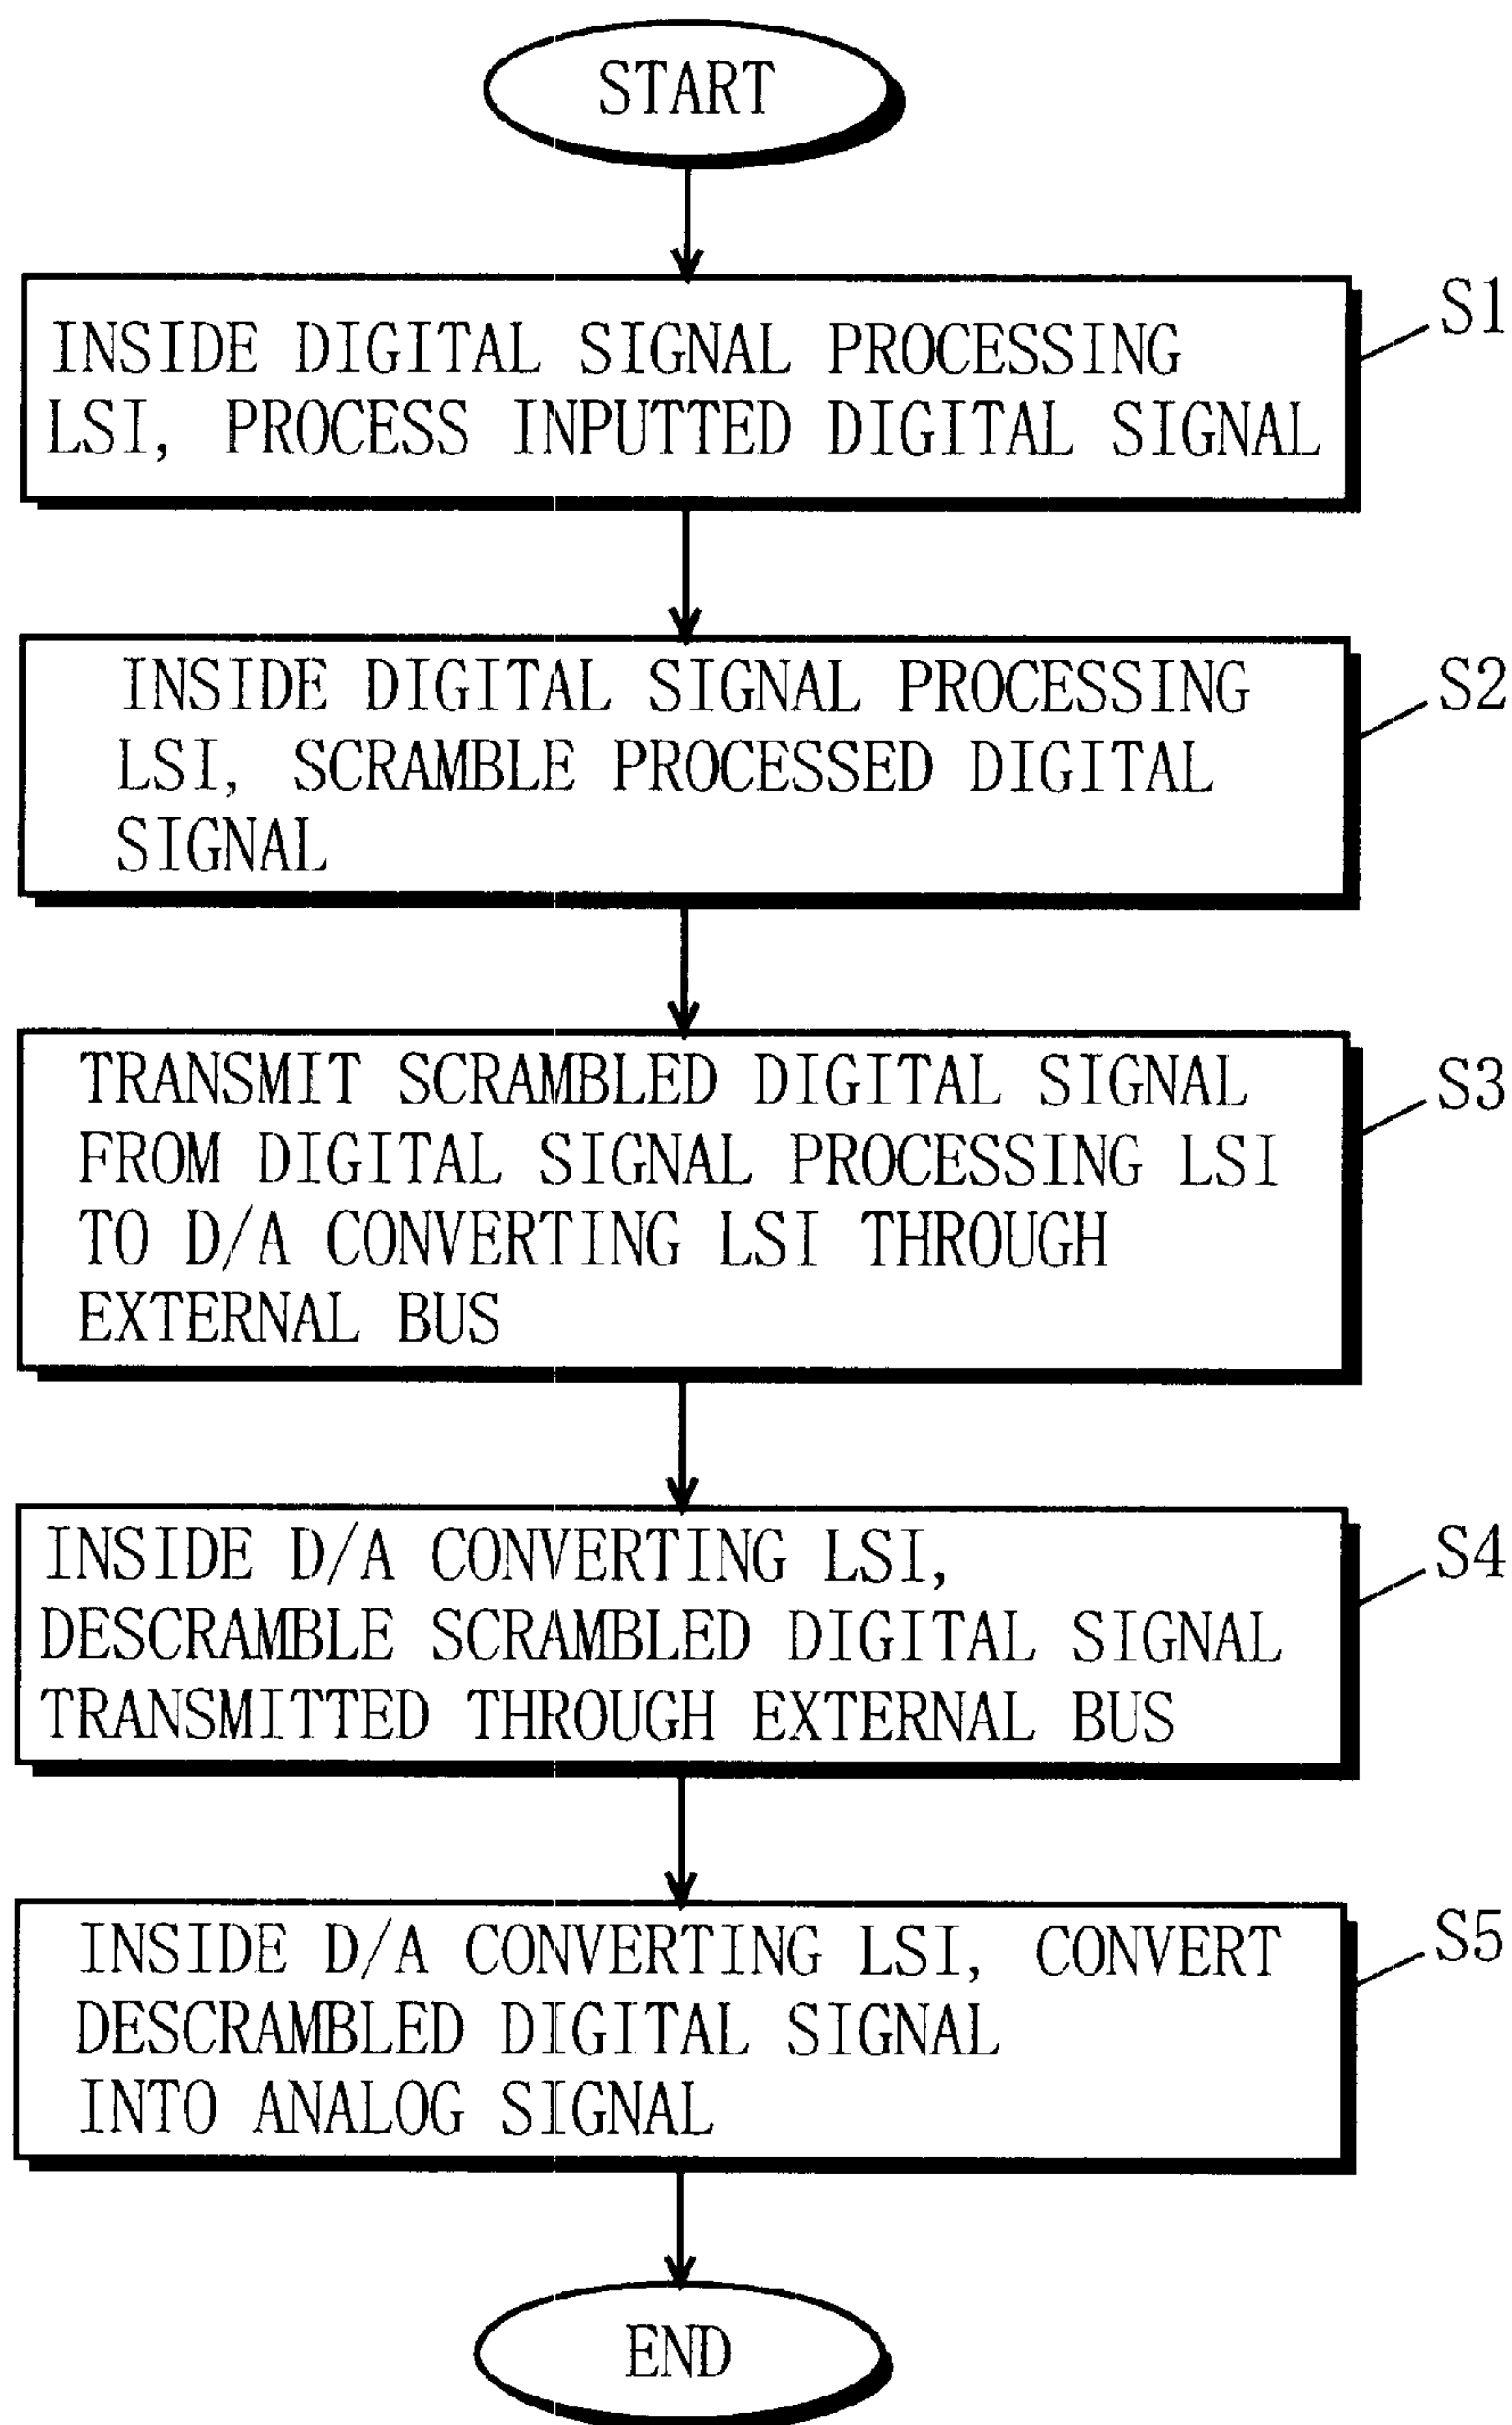 START
S1
INSIDE DIGITAL SIGNAL PROCESSING
LSI, PROCESS INPUTTED DIGITAL SIGNAL
S2
INSIDE DIGITAL SIGNAL PROCESSING
LSI, SCRAMBLE PROCESSED DIGITAL
SIGNAL
S3
TRANSMIT SCRAMBLED DIGITAL SIGNAL
FROM DIGITAL SIGNAL PROCESSING LSI
TO D/A CONVERTING LSI THROUGH
EXTERNAL BUS
S4
INSIDE D/A CONVERTING LSI,
DESCRAMBLE SCRAMBLED DIGITAL SIGNAL
TRANSMITTED THROUGH EXTERNAL BUS
S5
INSIDE D/A CONVERTING LSI, CONVERT
DESCRAMBLED DIGITAL SIGNAL
INTO ANALOG SIGNAL
END